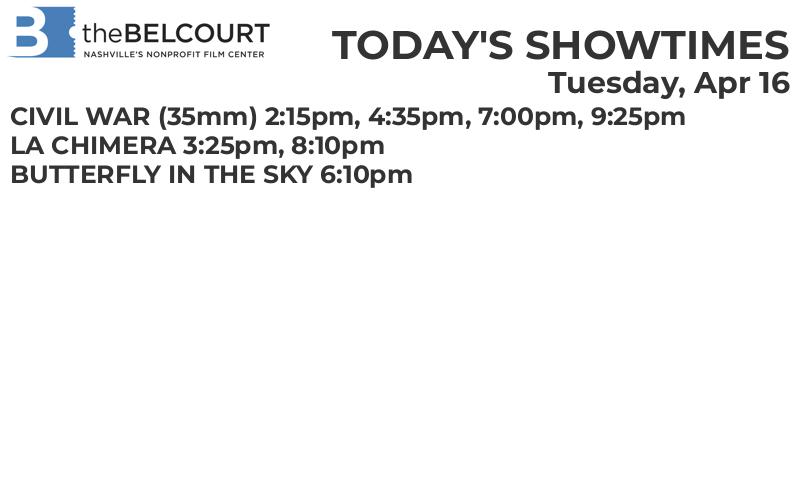 B theBELCOURT
NASHVILLE'S NONPROFIT FILM CENTER
TODAY'S SHOWTIMES
Tuesday, Apr 16
CIVIL WAR (35mm) 2:15pm, 4:35pm, 7:00pm, 9:25pm
LA CHIMERA 3:25pm, 8:10pm
BUTTERFLY IN THE SKY 6:10pm